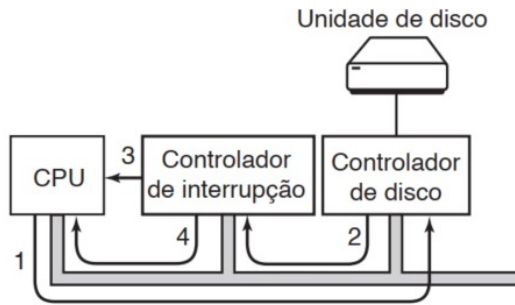 Unidade de disco
CPU
3
Controlador
de interrupção
Controlador
de disco
1
4
2